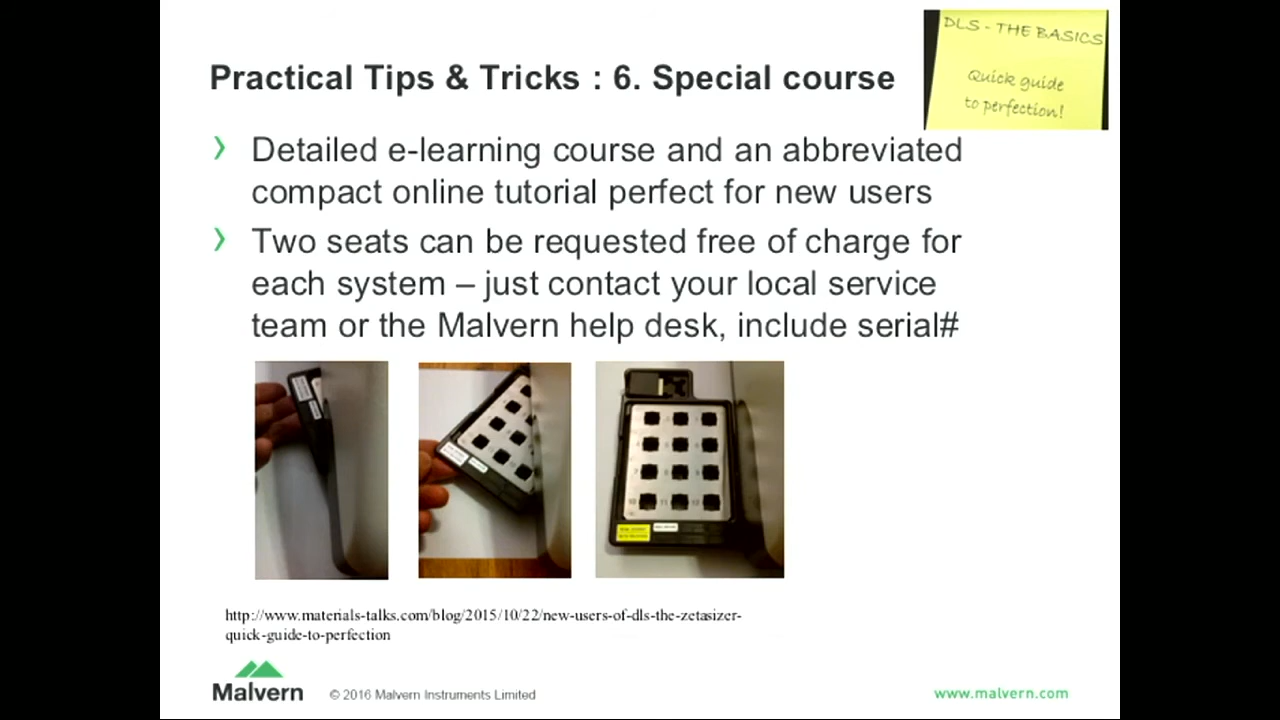 DLS - THE BASICS
Quick guide
to perfection!
Practical Tips & Tricks : 6. Special course
› Detailed e-learning course and an abbreviated
compact online tutorial perfect for new users
› Two seats can be requested free of charge for
each system – just contact your local service
team or the Malvern help desk, include serial#
http://www.materials-talks.com/blog/2015/10/22/new-users-of-dls-the-zetasizer-
quick-guide-to-perfection
Malvern
© 2016 Malvern Instruments Limited
www.malvern.com